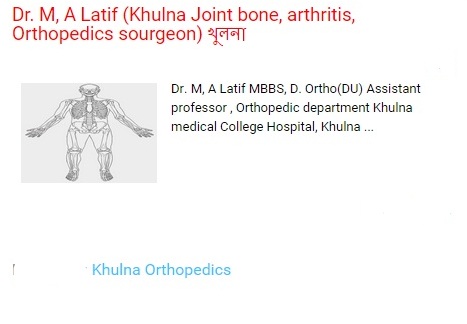 Dr. M, A Latif (Khulna Joint bone, arthritis,
Orthopedics sourgeon) খুলনা
Dr. M, A Latif MBBS, D. Ortho(DU) Assistant
professor , Orthopedic department Khulna
medical College Hospital, Khulna ...
Khulna Orthopedics